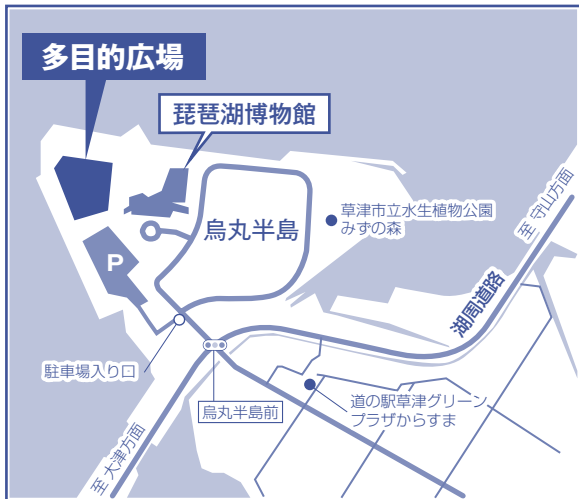 多目的広場
琵琶湖博物館
烏丸半島
草津市立水生植物公園
みずの森
至 守山方面
湖周道路
P
駐車場入り口
烏丸半島前
道の駅草津グリーン
プラザからすま
至 大津方面